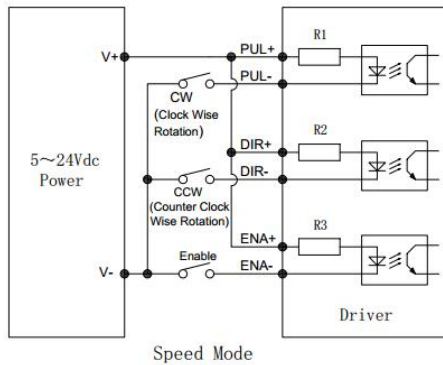 V+
PUL+
R1
PUL-
CW
(Clock Wise
Rotation)
5~24Vdc
Power
DIR+
R2
DIR-
CCW
(Counter Clock
Wise Rotation)
ENA+
R3
Enable
V-
ENA-
Driver
Speed Mode